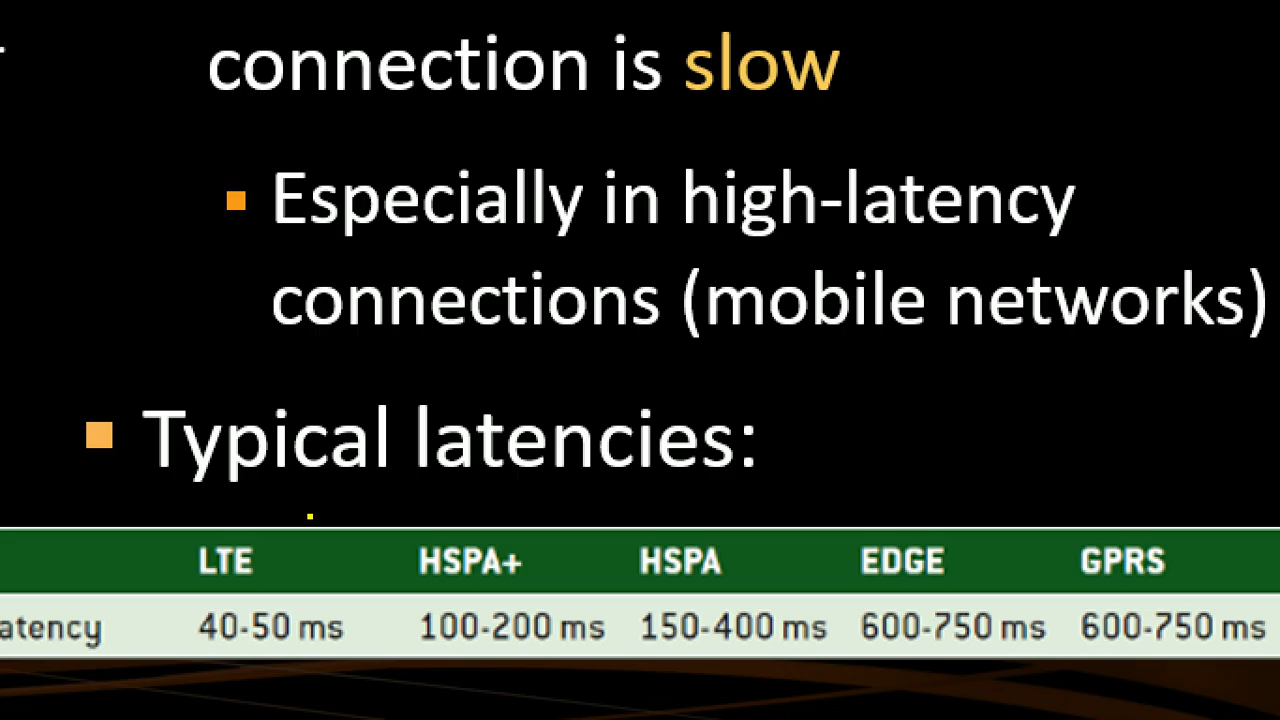 connection is slow
Especially in high-latency
connections (mobile networks)
Typical latencies:
LTE HSPA+ HSPA EDGE GPRS
atency 40-50 ms 100-200 ms 150-400 ms 600-750 ms 600-750 ms